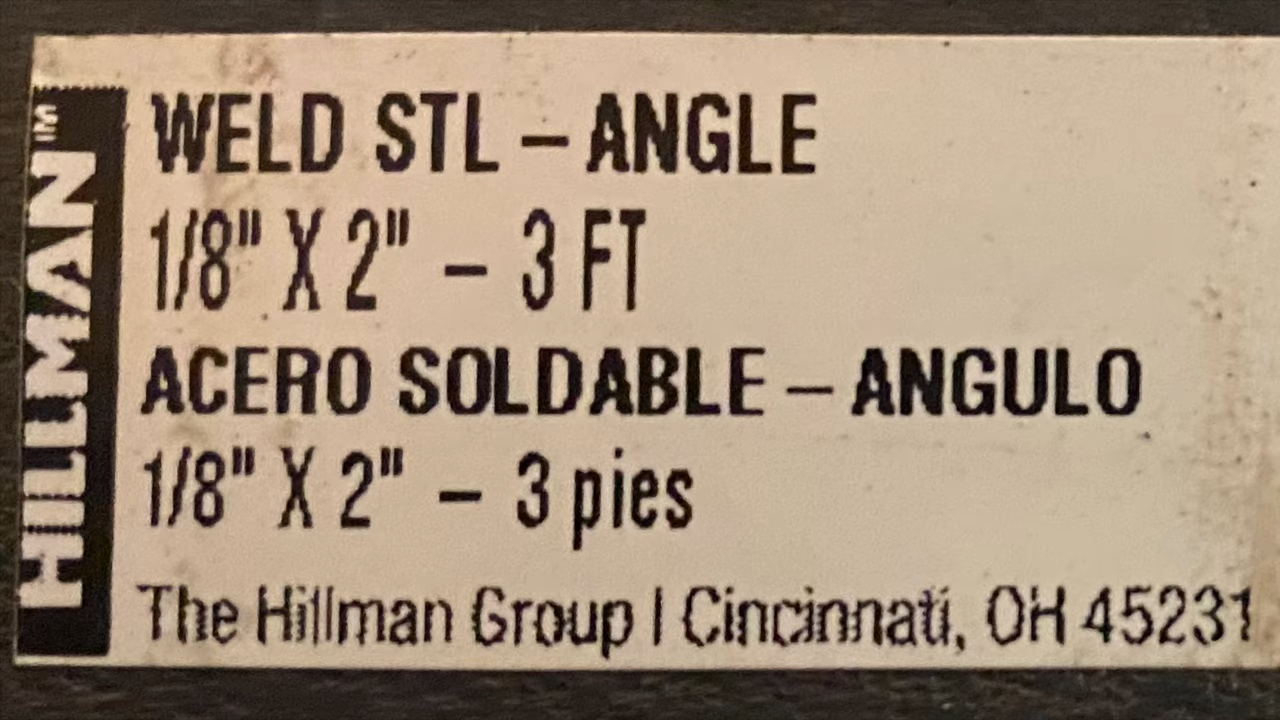 HILLMAN™
WELD STL – ANGLE
1/8" X 2" – 3 FT
ACERO SOLDABLE – ANGULO
1/8" X 2" – 3 pies
The Hillman Group | Cincinnati, OH 45231